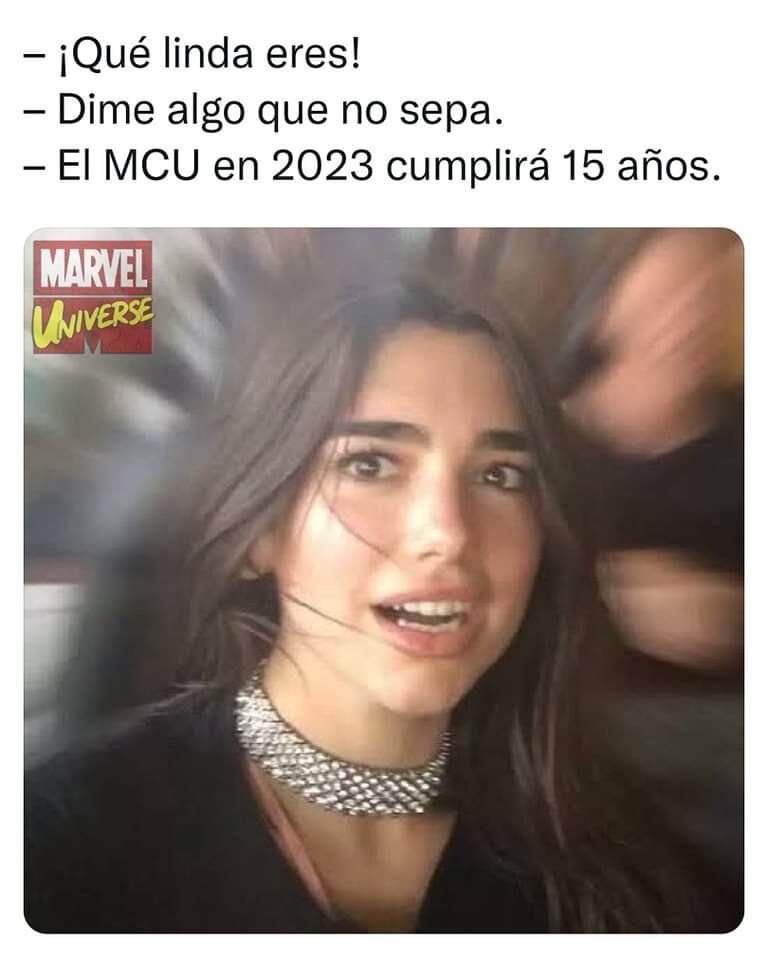 – ¡Qué linda eres!
– Dime algo que no sepa.
– El MCU en 2023 cumplirá 15 años.
MARVEL
UNIVERSE